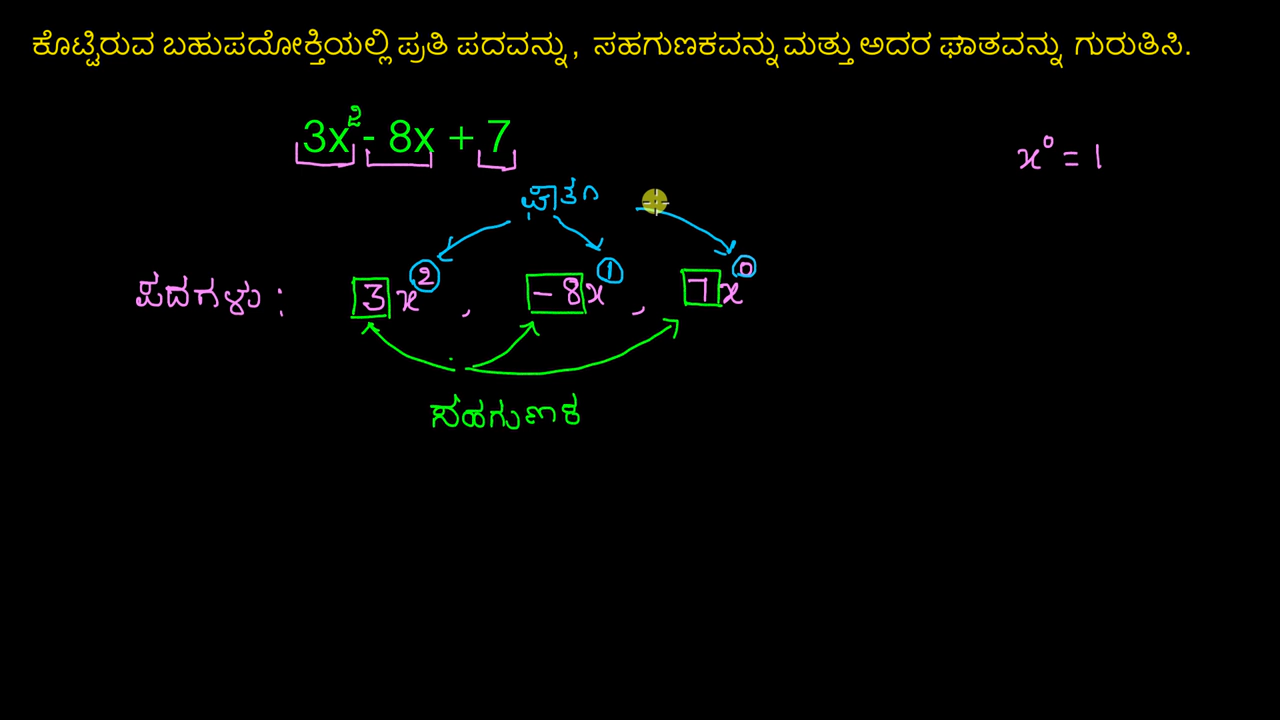 ಕೊಟ್ಟಿರುವ ಬಹುಪದೋಕ್ತಿಯಲ್ಲಿ ಪ್ರತಿ ಪದವನ್ನು , ಸಹಗುಣಕವನ್ನು ಮತ್ತು ಅದರ ಘಾತವನ್ನು ಗುರುತಿಸಿ.
3x² - 8x + 7
x⁰ = 1
ಘಾತ
ಪದಗಳು : 3x² , -8x¹ , 7x⁰
ಸಹಗುಣಕ